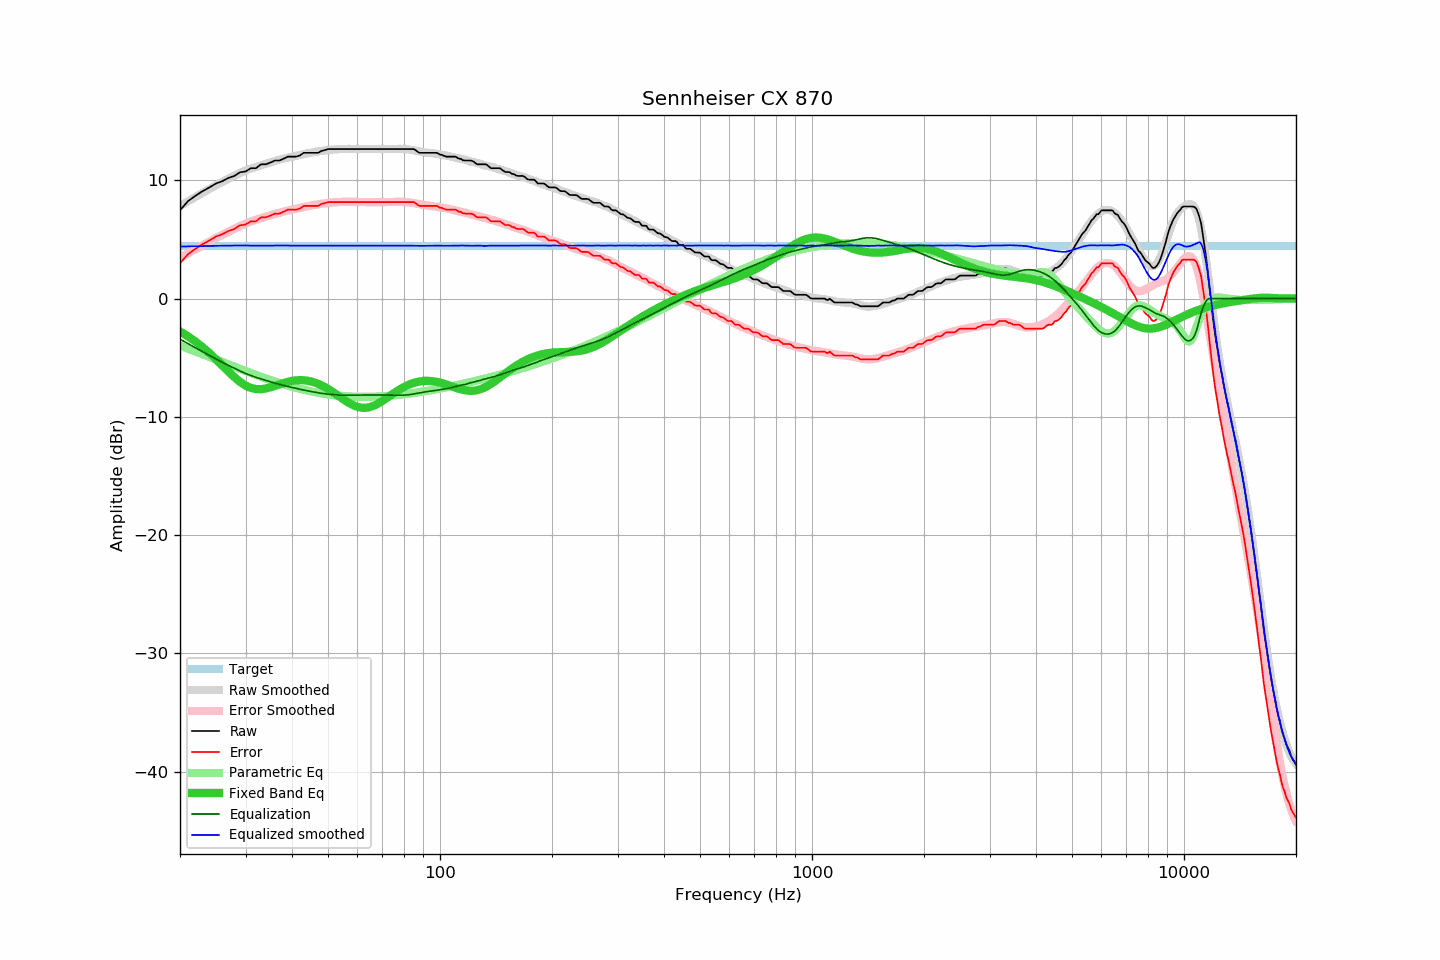 Sennheiser CX 870
10
0
−10
−20
−30
−40
Amplitude (dBr)
Target
Raw Smoothed
Error Smoothed
Raw
Error
Parametric Eq
Fixed Band Eq
Equalization
Equalized smoothed
100
1000
10000
Frequency (Hz)